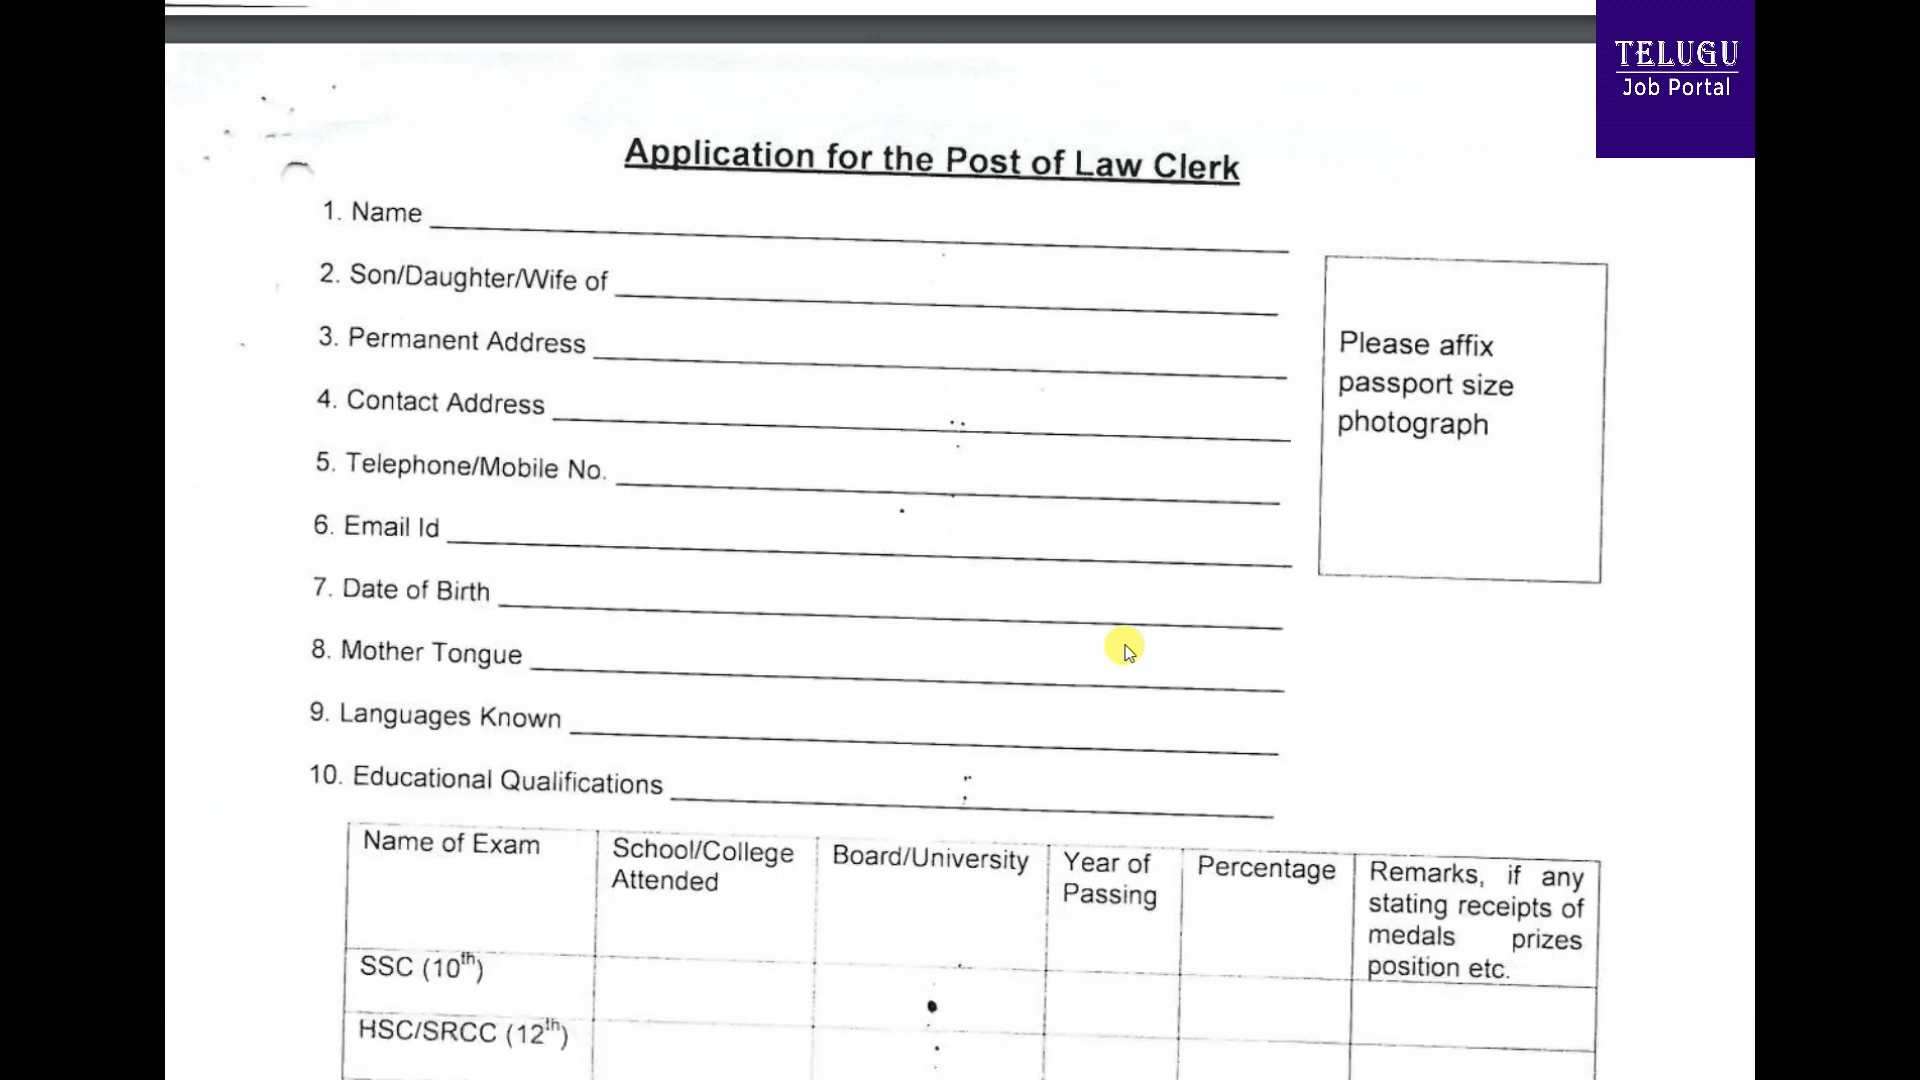 TELUGU
Job Portal
Application for the Post of Law Clerk
1. Name
2. Son/Daughter/Wife of
3. Permanent Address
4. Contact Address
5. Telephone/Mobile No.
6. Email Id
7. Date of Birth
8. Mother Tongue
9. Languages Known
10. Educational Qualifications
Please affix
passport size
photograph
Name of Exam
School/College
Attended
Board/University
Year of
Passing
Percentage
Remarks, if any
stating receipts of
medals prizes
position etc.
SSC (10th)
HSC/SRCC (12th)